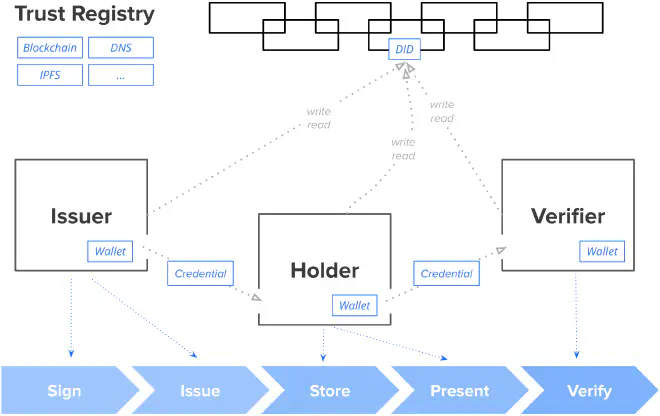 Trust Registry
Blockchain
DNS
IPFS
...
DID
write
read
write
read
write
read
Issuer
Wallet
Credential
Holder
Wallet
Credential
Verifier
Wallet
Sign
Issue
Store
Present
Verify